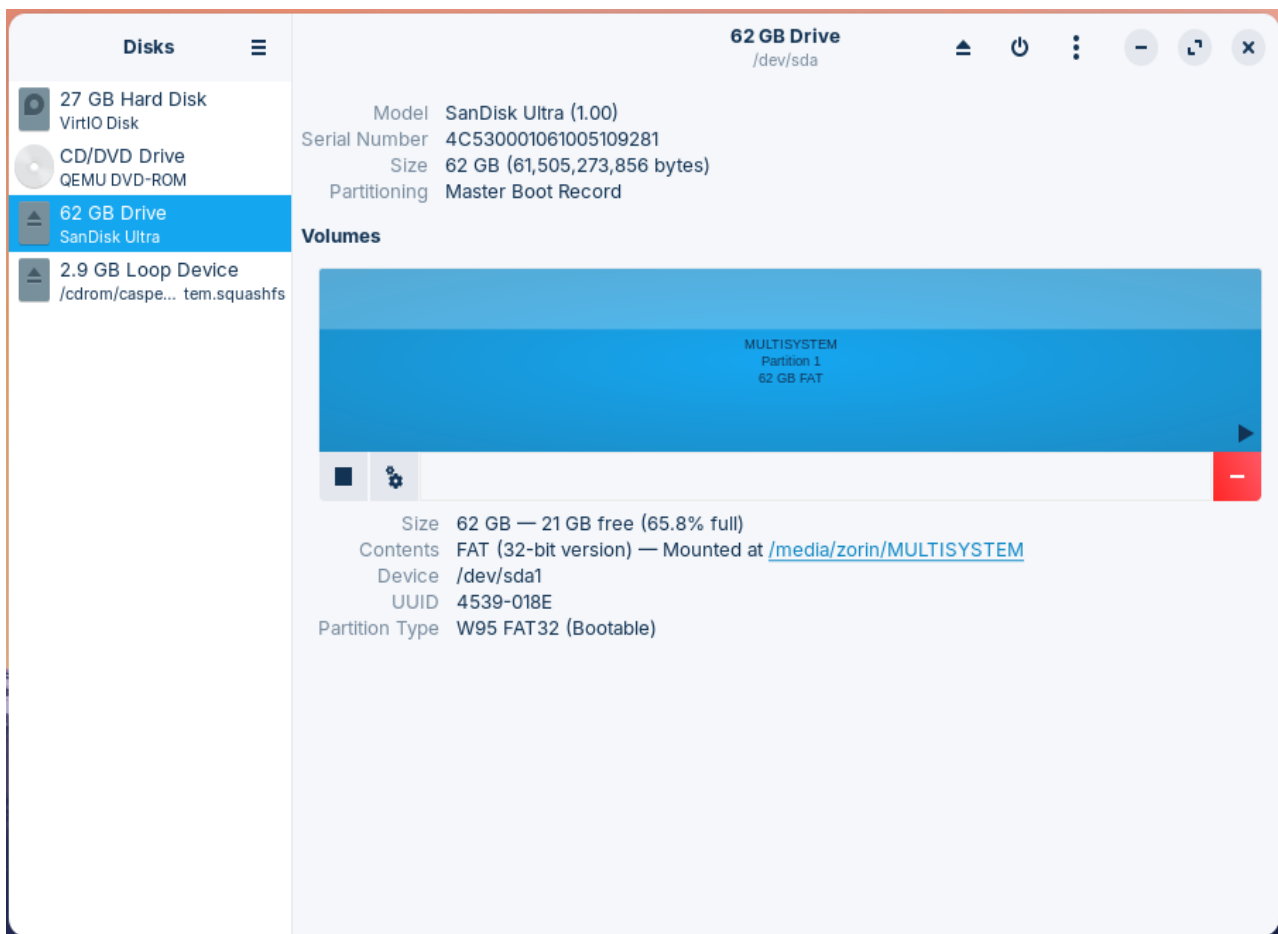 Disks
27 GB Hard Disk
VirtIO Disk
CD/DVD Drive
QEMU DVD-ROM
62 GB Drive
SanDisk Ultra
2.9 GB Loop Device
/cdrom/caspe... tem.squashfs
62 GB Drive
/dev/sda
Model SanDisk Ultra (1.00)
Serial Number 4C530001061005109281
Size 62 GB (61,505,273,856 bytes)
Partitioning Master Boot Record
Volumes
MULTISYSTEM
Partition 1
62 GB FAT
Size 62 GB — 21 GB free (65.8% full)
Contents FAT (32-bit version) — Mounted at /media/zorin/MULTISYSTEM
Device /dev/sda1
UUID 4539-018E
Partition Type W95 FAT32 (Bootable)